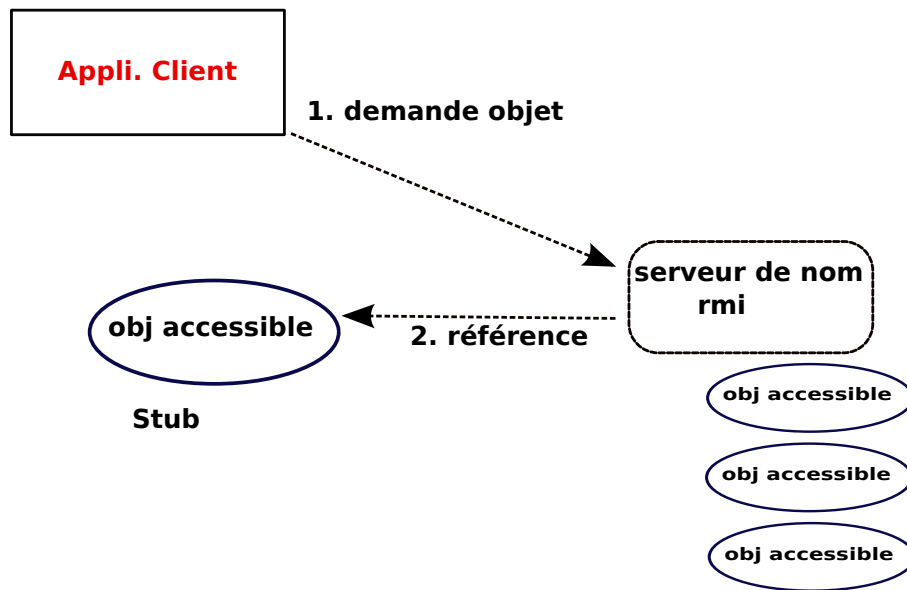 Appli. Client
1. demande objet
serveur de nom
rmi
obj accessible
2. référence
Stub
obj accessible
obj accessible
obj accessible